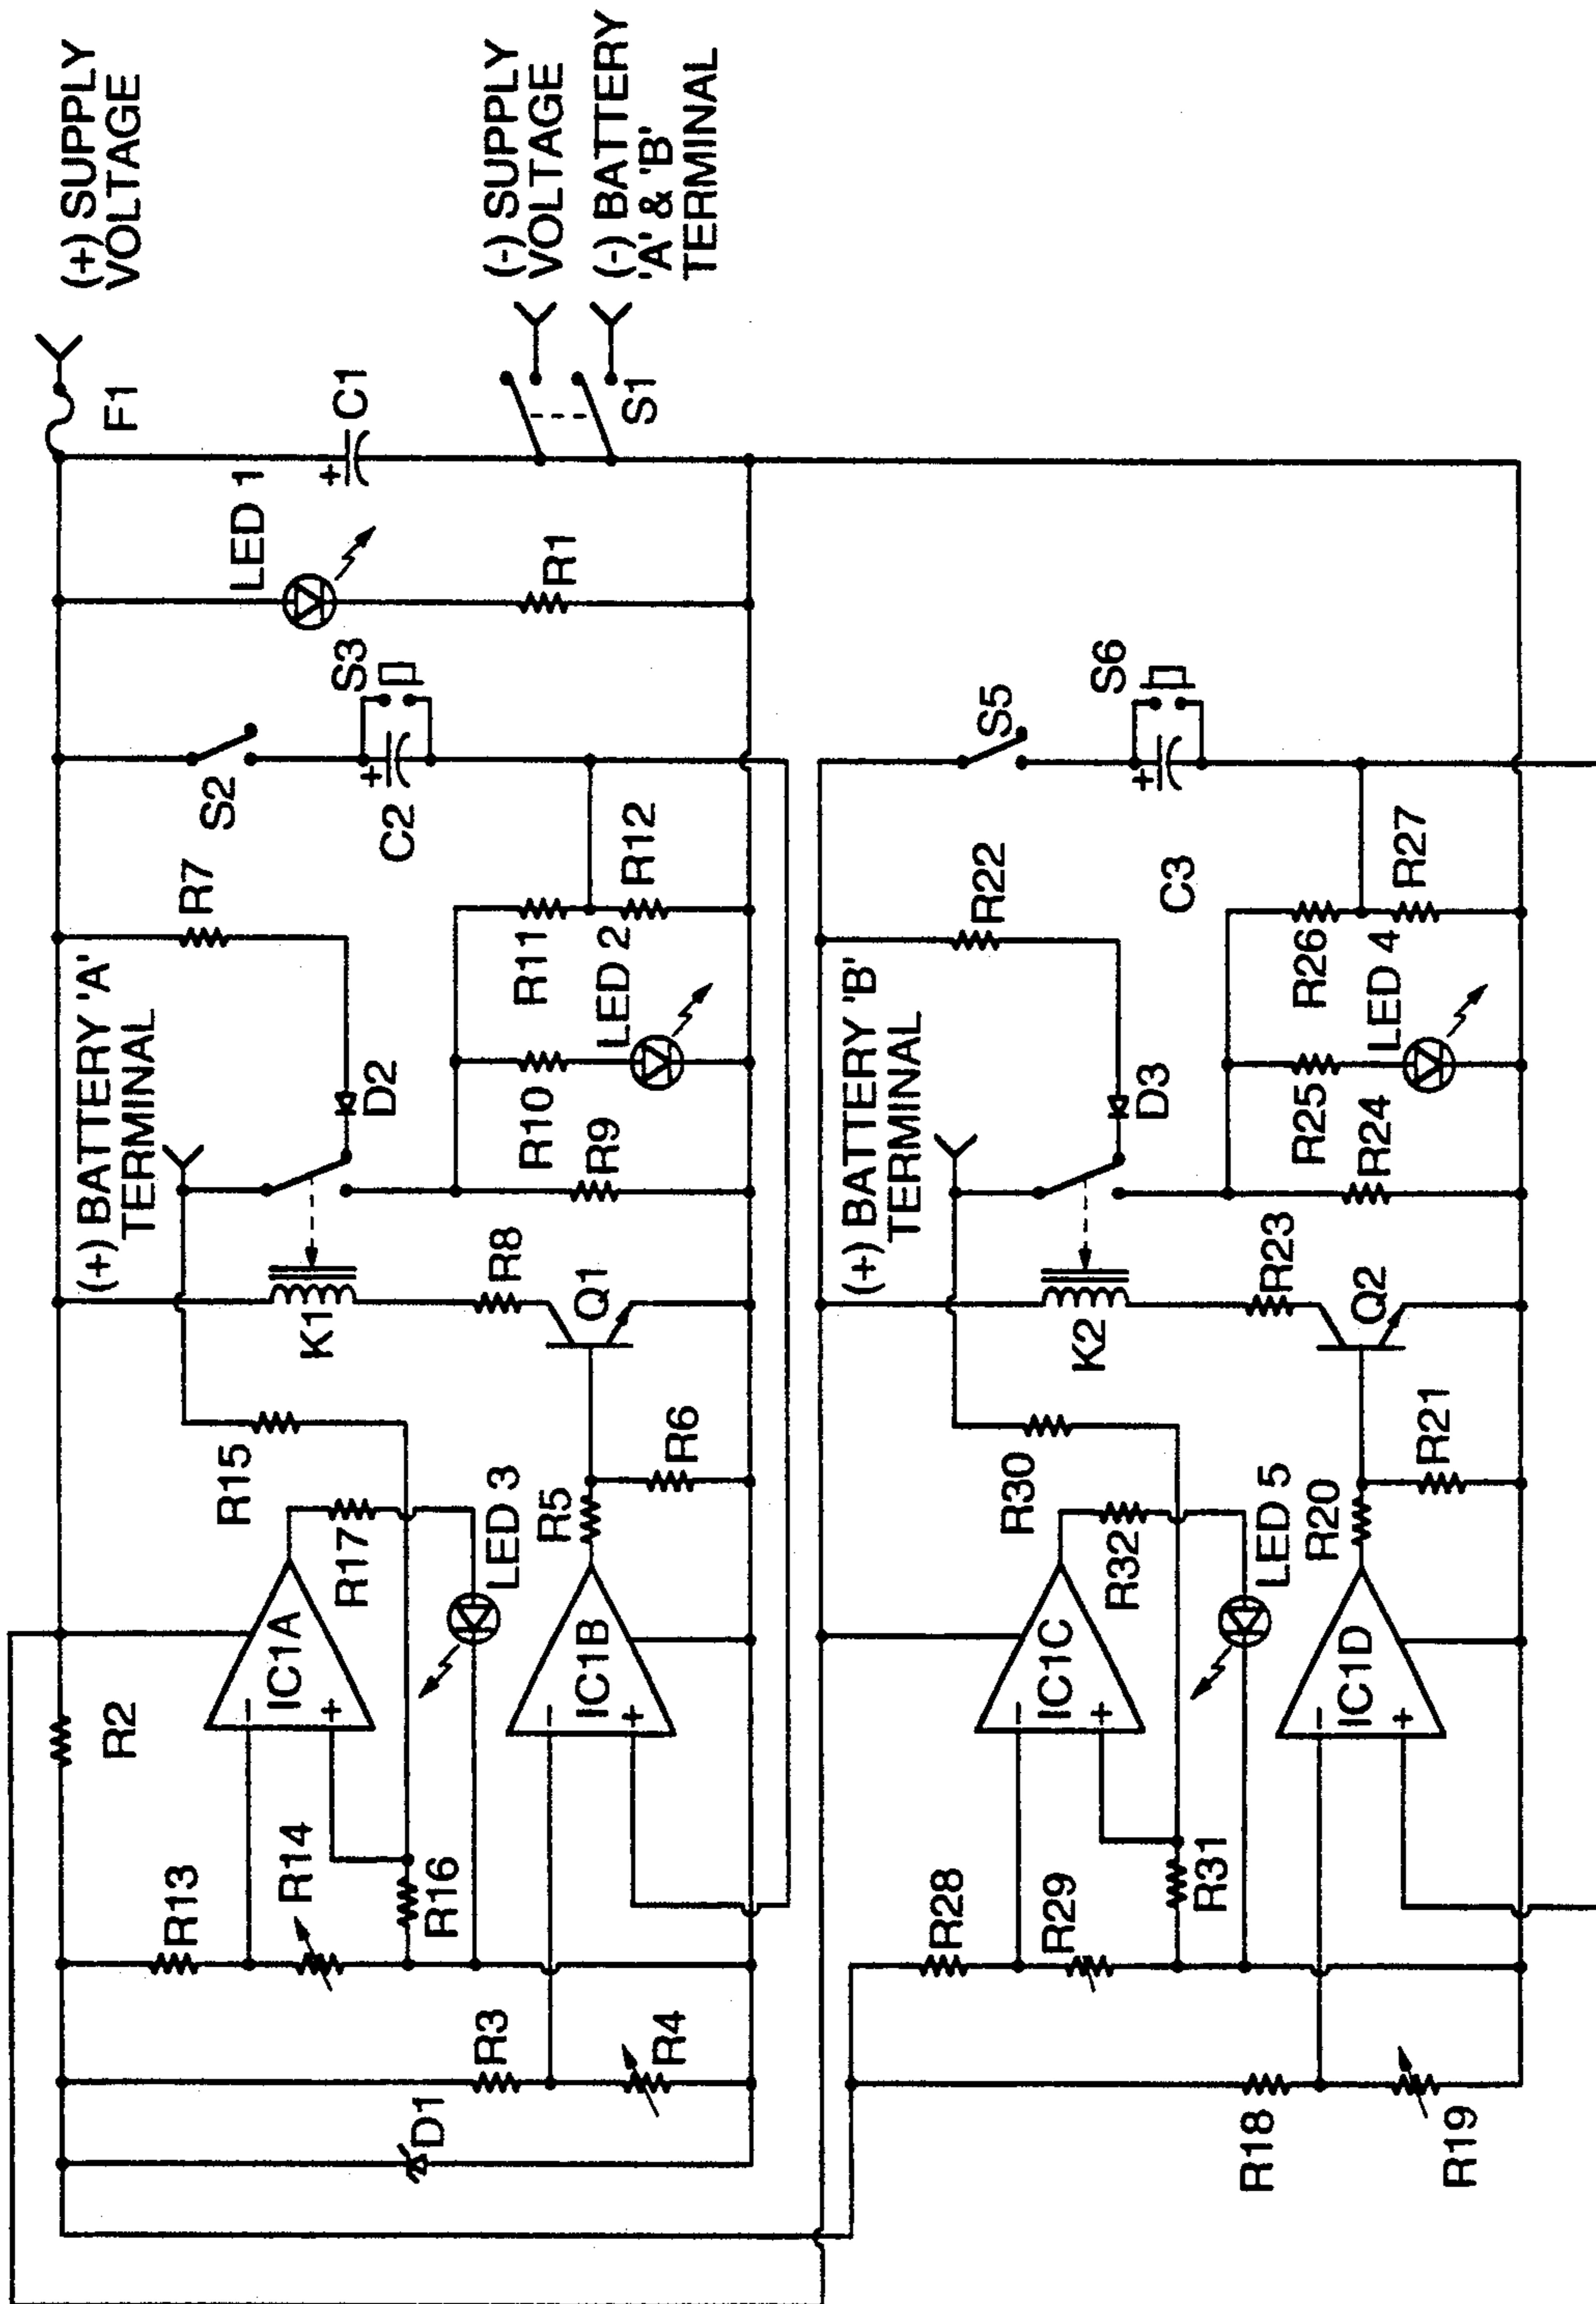 (+) SUPPLY
VOLTAGE
F1
C1
+
(-) SUPPLY
VOLTAGE
(-) BATTERY
'A' & 'B'
TERMINAL
S1
LED 1
R1
S2
S3
+
C2
R7
(+) BATTERY 'A'
TERMINAL
D2
R11
R12
R10
LED 2
R9
K1
R8
Q1
R15
R17
LED 3
R5
R6
IC1A
-
+
IC1B
-
+
R2
R13
R14
R16
R3
R4
D1
S5
S6
+
C3
R22
(+) BATTERY 'B'
TERMINAL
D3
R26
R27
R25
LED 4
R24
K2
R23
Q2
R30
R32
LED 5
R20
R21
IC1C
-
+
IC1D
-
+
R28
R29
R31
R18
R19